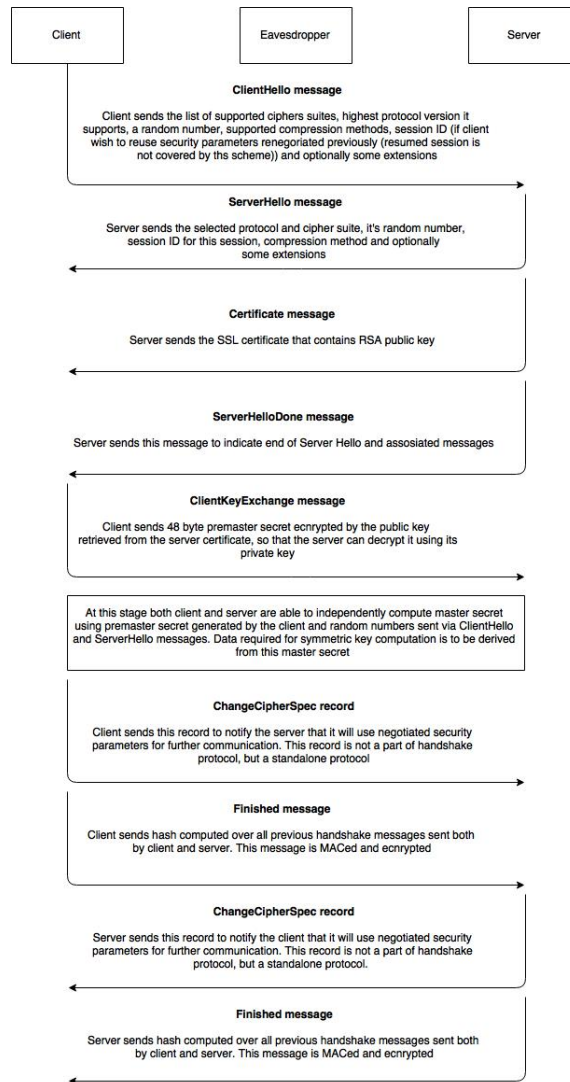 Client
Eavesdropper
Server
ClientHello message
Client sends the list of supported ciphers suites, highest protocol version it
supports, a random number, supported compression methods, session ID (if client
wish to reuse security parameters renegoriated previously (resumed session is
not covered by ths scheme)) and optionally some extensions
ServerHello message
Server sends the selected protocol and cipher suite, it's random number,
session ID for this session, compression method and optionally
some extensions
Certificate message
Server sends the SSL certificate that contains RSA public key
ServerHelloDone message
Server sends this message to indicate end of Server Hello and assosiated messages
ClientKeyExchange message
Client sends 48 byte premaster secret ecnrypted by the public key
retrieved from the server certificate, so that the server can decrypt it using its
private key
At this stage both client and server are able to independently compute master secret
using premaster secret generated by the client and random numbers sent via ClientHello
and ServerHello messages. Data required for symmetric key computation is to be derived
from this master secret
ChangeCipherSpec record
Client sends this record to notify the server that it will use negotiated security
parameters for further communication. This record is not a part of handshake
protocol, but a standalone protocol
Finished message
Client sends hash computed over all previous handshake messages sent both
by client and server. This message is MACed and ecnrypted
ChangeCipherSpec record
Server sends this record to notify the client that it will use negotiated security
parameters for further communication. This record is not a part of handshake
protocol, but a standalone protocol.
Finished message
Server sends hash computed over all previous handshake messages sent both
by client and server. This message is MACed and ecnrypted